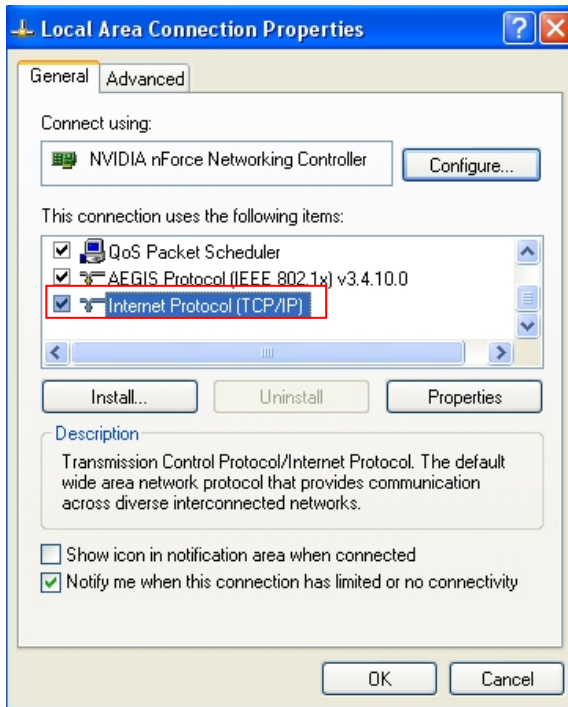 Local Area Connection Properties
General Advanced
Connect using:
NVIDIA nForce Networking Controller Configure...
This connection uses the following items:
QoS Packet Scheduler
AEGIS Protocol (IEEE 802.1x) v3.4.10.0
Internet Protocol (TCP/IP)
Install... Uninstall Properties
Description
Transmission Control Protocol/Internet Protocol. The default
wide area network protocol that provides communication
across diverse interconnected networks.
Show icon in notification area when connected
Notify me when this connection has limited or no connectivity
OK Cancel